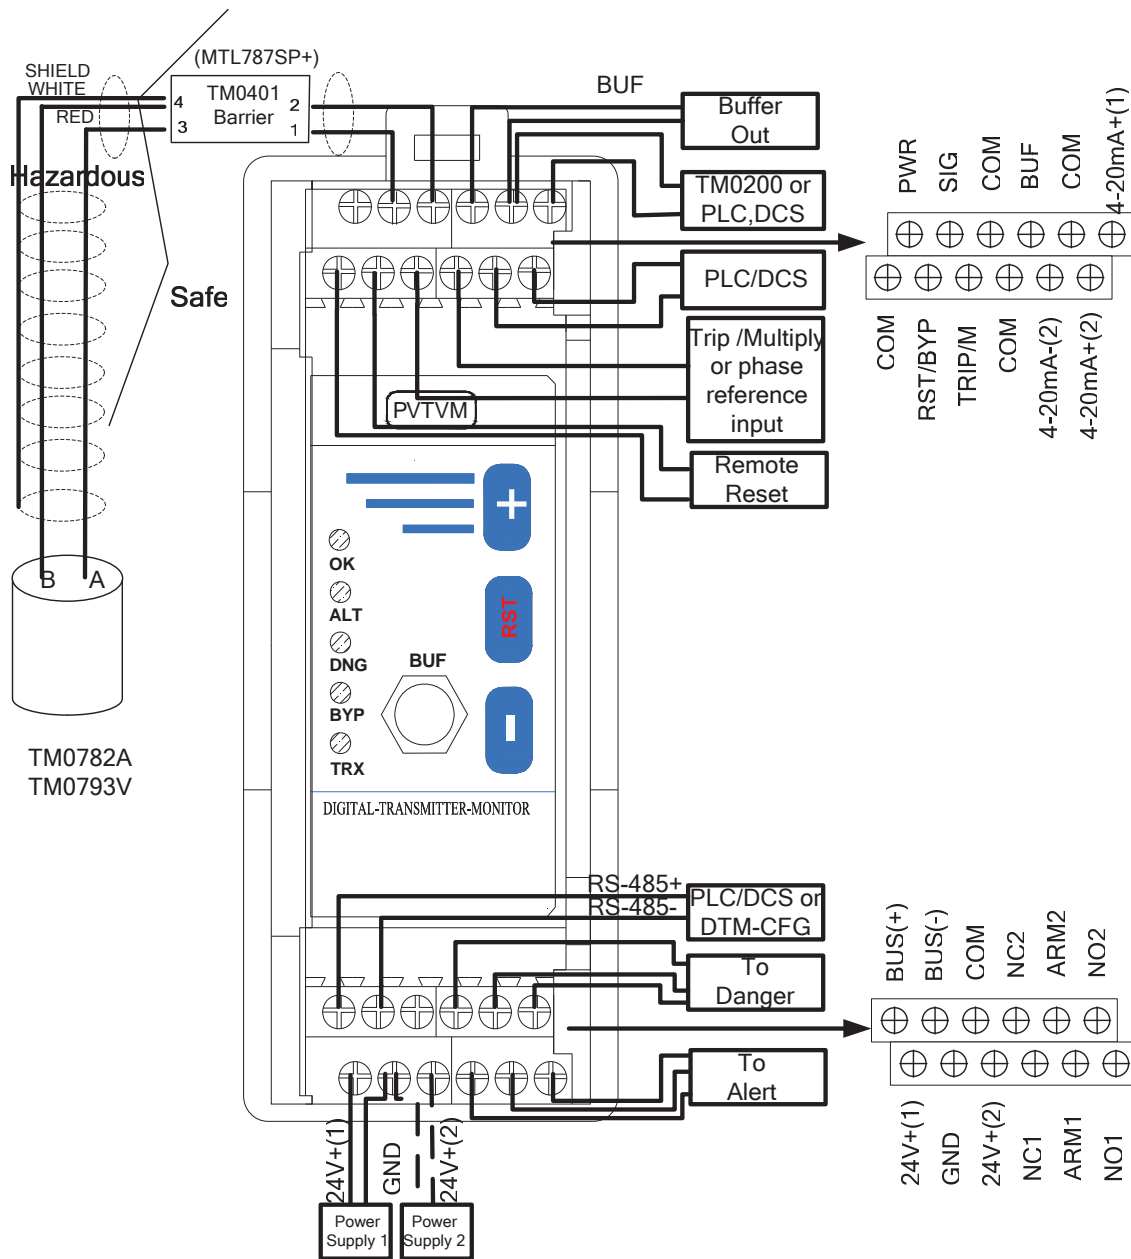 (MTL787SP+)
SHIELD
WHITE
RED
4
3
TM0401
Barrier
2
1
BUF
Buffer
Out
Hazardous
Safe
TM0200 or
PLC,DCS
PLC/DCS
Trip /Multiply
or phase
reference
input
Remote
Reset
PWR
SIG
COM
BUF
COM
4-20mA+(1)
COM
RST/BYP
TRIP/M
COM
4-20mA-(2)
4-20mA+(2)
PVTVM
+
OK
ALT
RST
DNG
BUF
BYP
-
TRX
B
A
TM0782A
TM0793V
DIGITAL-TRANSMITTER-MONITOR
RS-485+
RS-485-
PLC/DCS or
DTM-CFG
To
Danger
To
Alert
BUS(+)
BUS(-)
COM
NC2
ARM2
NO2
24V+(1)
GND
24V+(2)
NC1
ARM1
NO1
24V+(1)
GND
24V+(2)
Power
Supply 1
Power
Supply 2